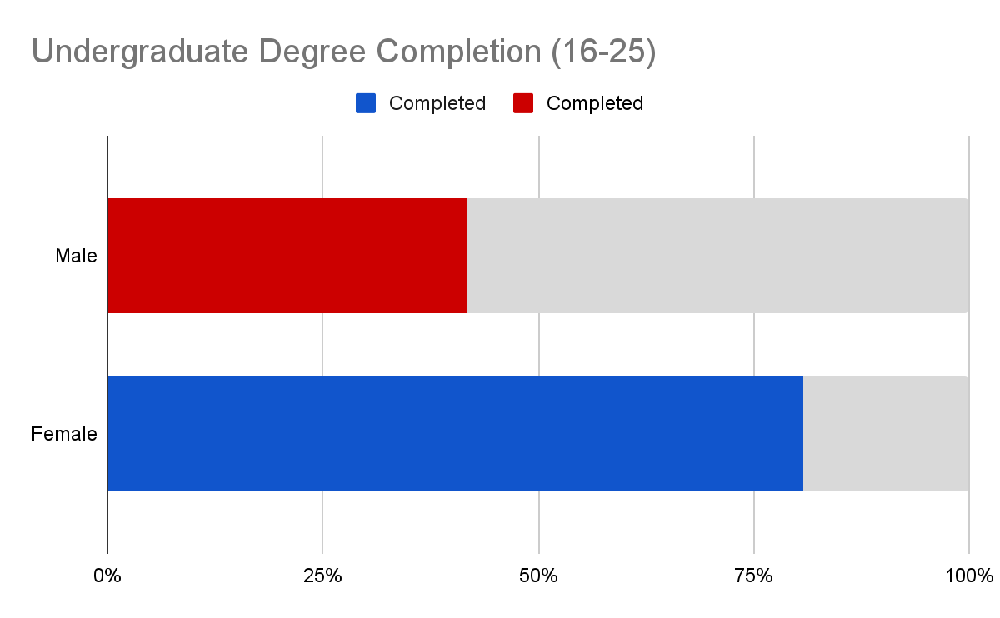 Undergraduate Degree Completion (16-25)
Completed Completed
Male
Female
0% 25% 50% 75% 100%